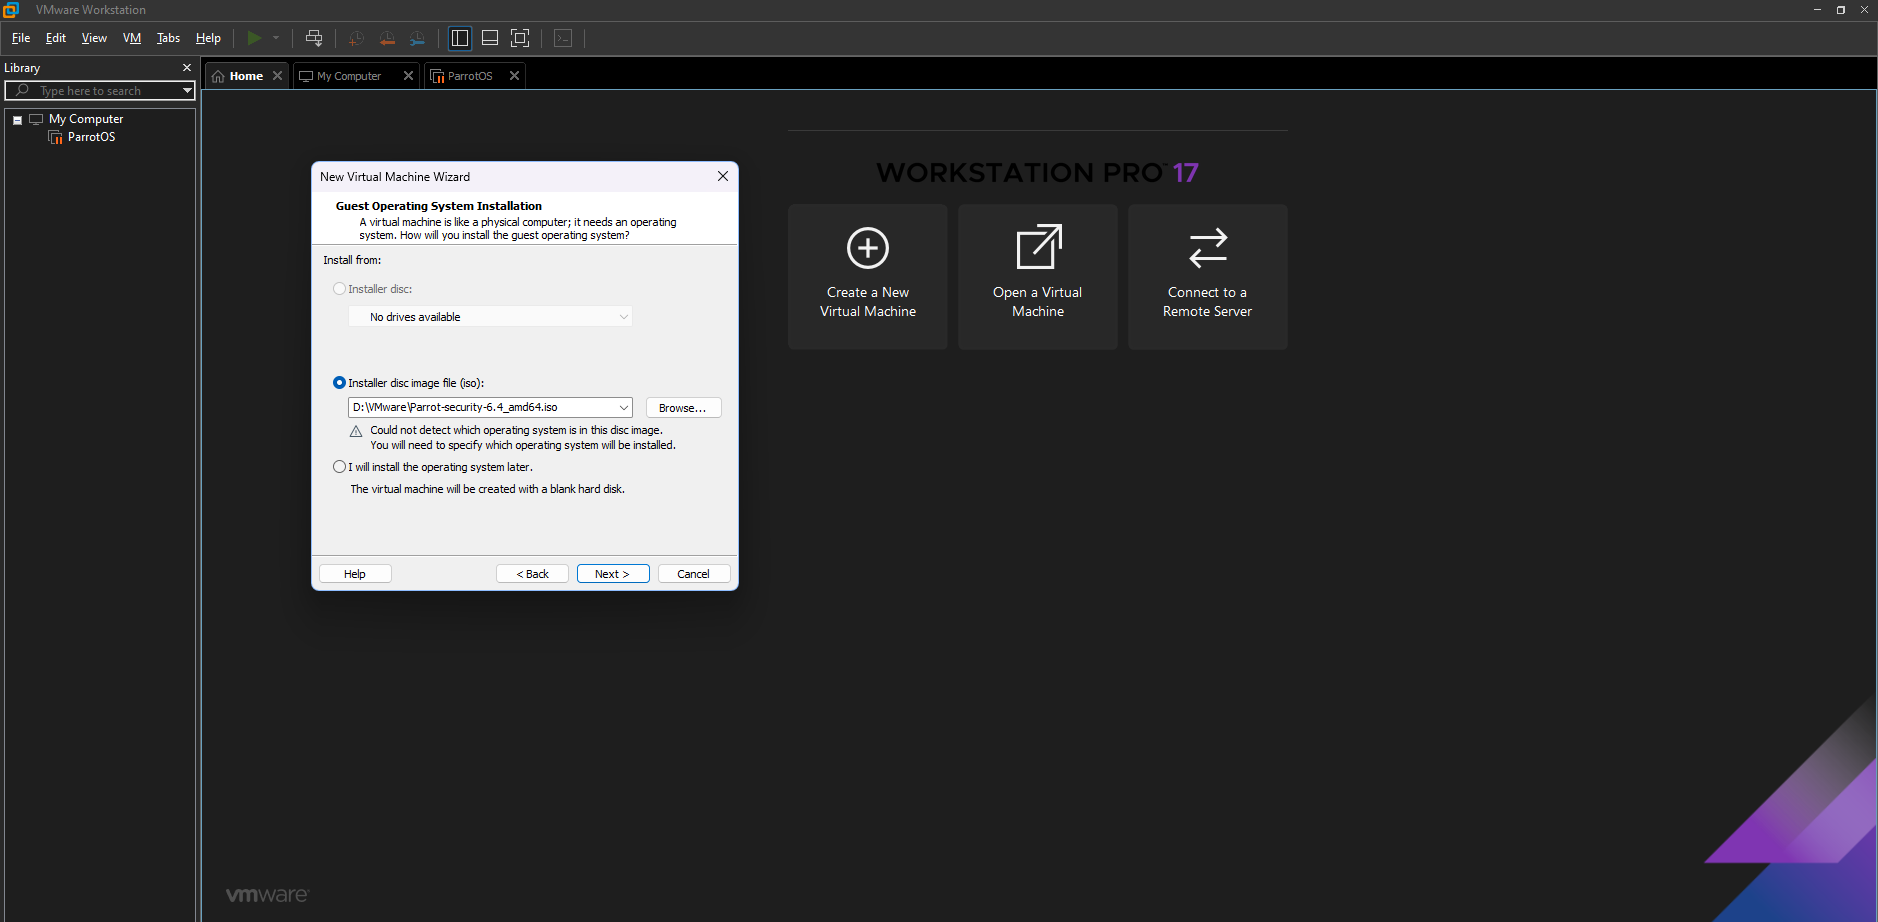 VMware Workstation
File Edit View VM Tabs Help
Library
Type here to search
My Computer
ParrotOS
Home
My Computer
ParrotOS
WORKSTATION PRO™ 17
Create a New
Virtual Machine
Open a Virtual
Machine
Connect to a
Remote Server
New Virtual Machine Wizard
Guest Operating System Installation
A virtual machine is like a physical computer; it needs an operating
system. How will you install the guest operating system?
Install from:
Installer disc:
No drives available
Installer disc image file (iso):
D:\VMware\Parrot-security-6.4_amd64.iso
Browse...
Could not detect which operating system is in this disc image.
You will need to specify which operating system will be installed.
I will install the operating system later.
The virtual machine will be created with a blank hard disk.
Help
< Back
Next >
Cancel
vmware